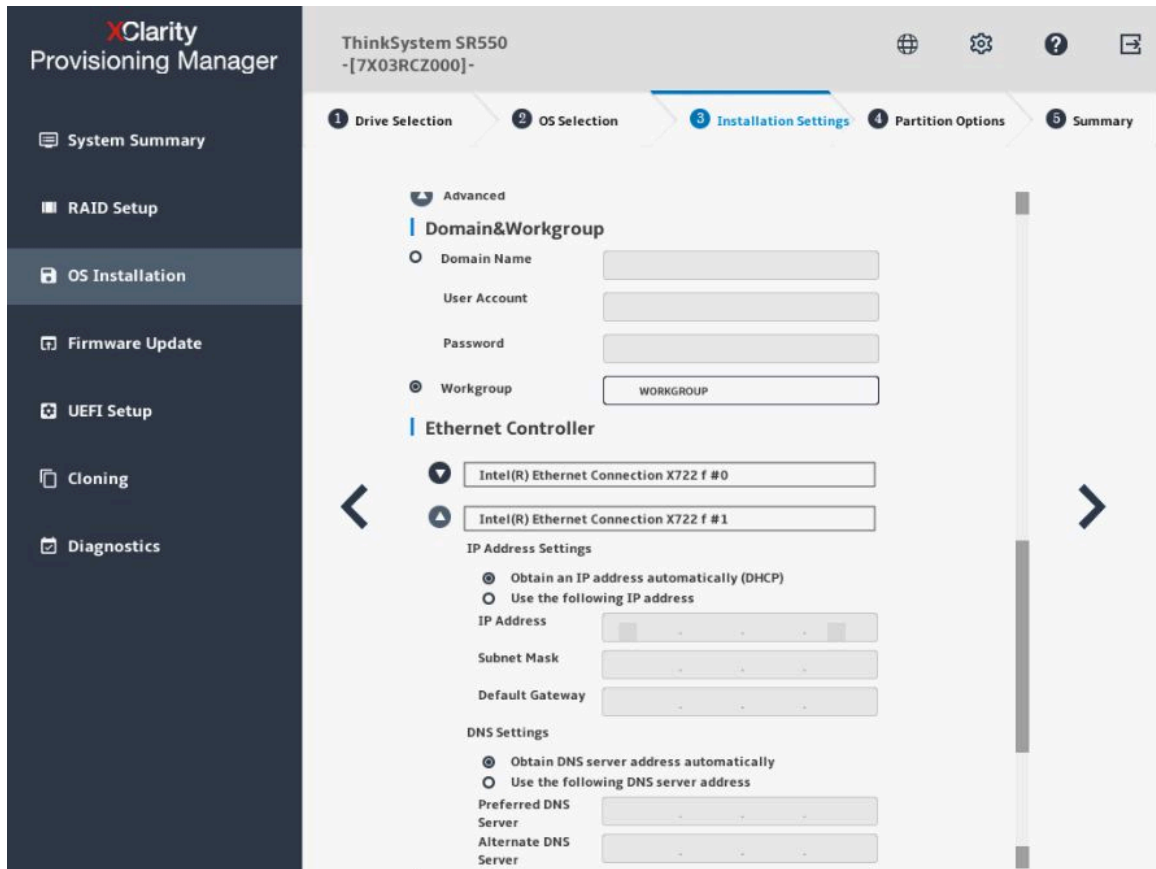 XClarity
Provisioning Manager
System Summary
RAID Setup
OS Installation
Firmware Update
UEFI Setup
Cloning
Diagnostics
ThinkSystem SR550
-[7X03RCZ000]-
?
1 Drive Selection
2 OS Selection
3 Installation Settings
4 Partition Options
5 Summary
Advanced
Domain&Workgroup
Domain Name
User Account
Password
Workgroup
WORKGROUP
Ethernet Controller
Intel(R) Ethernet Connection X722 f #0
Intel(R) Ethernet Connection X722 f #1
IP Address Settings
Obtain an IP address automatically (DHCP)
Use the following IP address
IP Address
. . .
Subnet Mask
. . .
Default Gateway
. . .
DNS Settings
Obtain DNS server address automatically
Use the following DNS server address
Preferred DNS
Server
. . .
Alternate DNS
Server
. . .